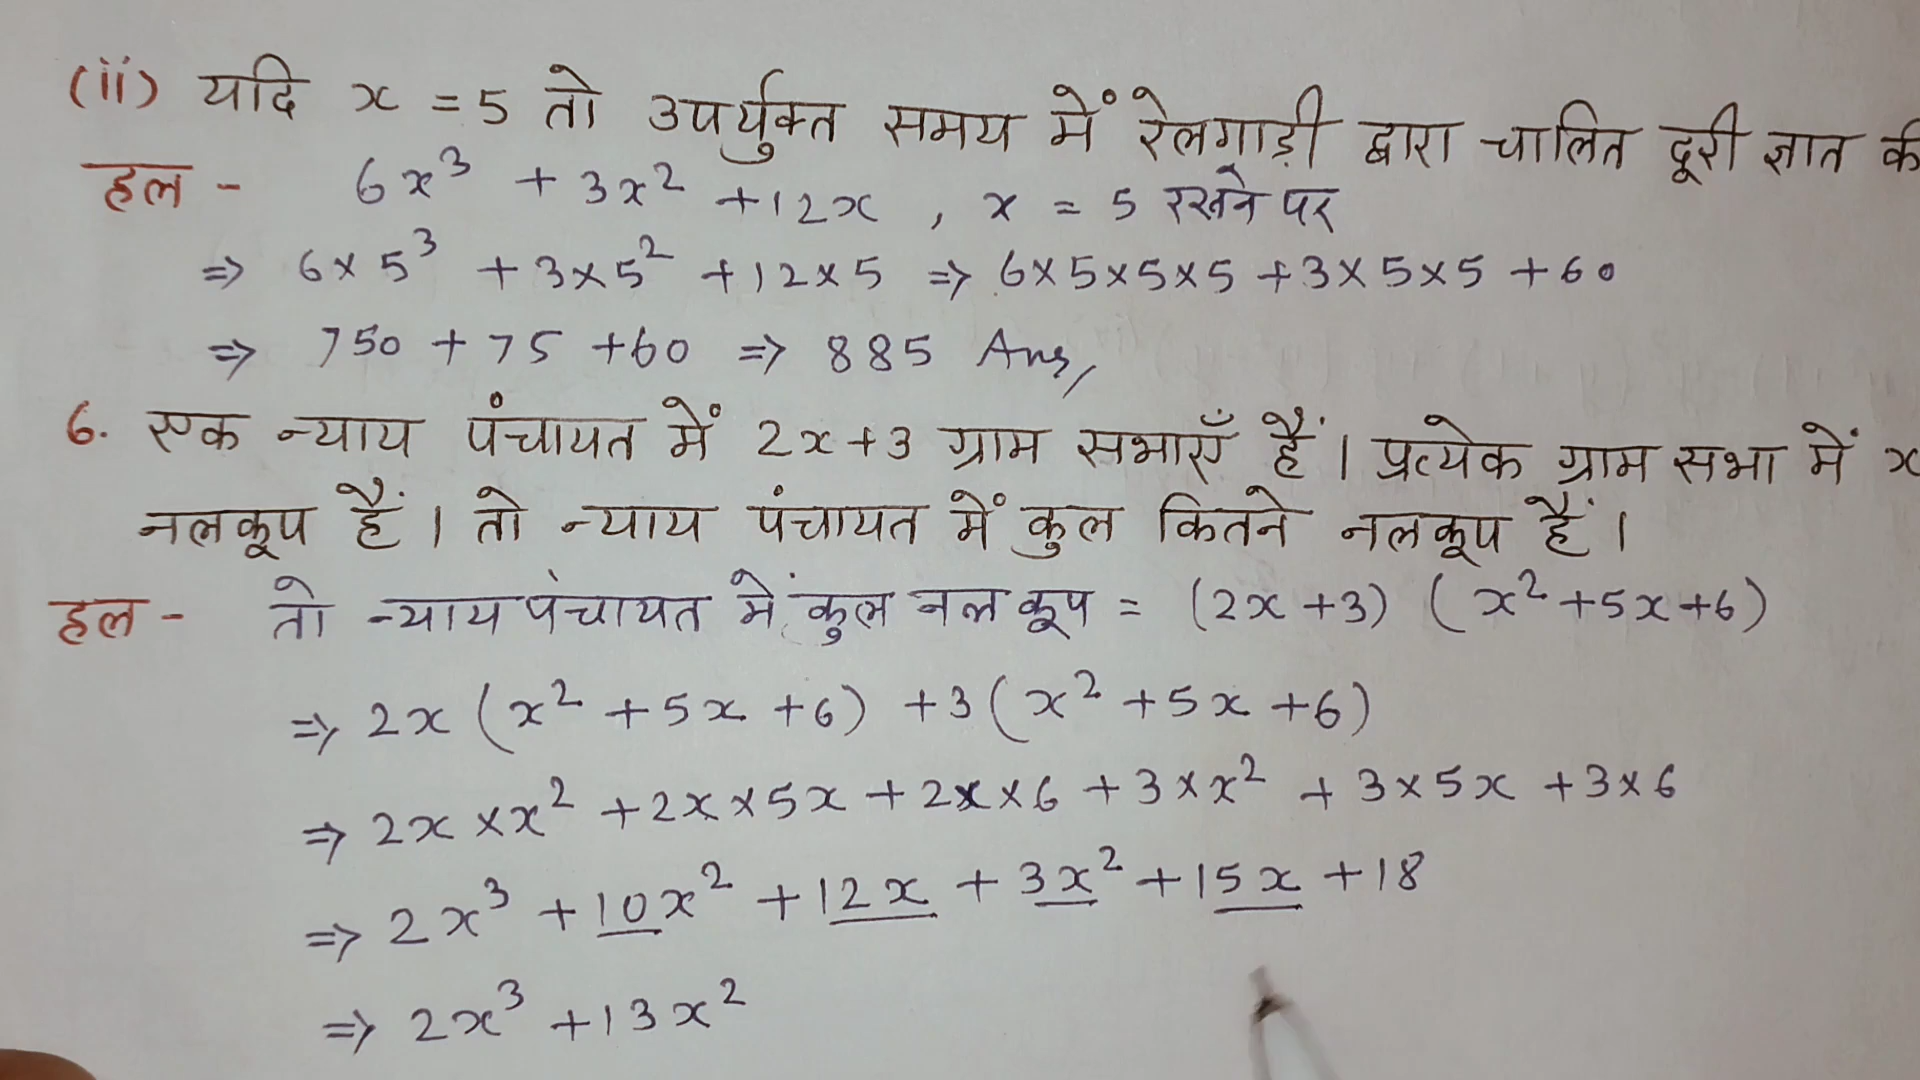 (ii) यदि x = 5 तो उपर्युक्त समय में रेलगाड़ी द्वारा चालित दूरी ज्ञात
हल - 6x³ + 3x² + 12x , x = 5 रखने पर
⇒ 6 × 5³ + 3 × 5² + 12 × 5 ⇒ 6 × 5 × 5 × 5 + 3 × 5 × 5 + 60
⇒ 750 + 75 + 60 ⇒ 885 Ans,
6. एक न्याय पंचायत में 2x + 3 ग्राम सभाएँ हैं । प्रत्येक ग्राम सभा में x
नलकूप हैं । तो न्याय पंचायत में कुल कितने नलकूप हैं ।
हल - तो न्याय पंचायत में कुल नल कूप = (2x + 3) (x² + 5x + 6)
⇒ 2x (x² + 5x + 6) + 3 (x² + 5x + 6)
⇒ 2x × x² + 2x × 5x + 2x × 6 + 3 × x² + 3 × 5x + 3 × 6
⇒ 2x³ + 10x² + 12x + 3x² + 15x + 18
⇒ 2x³ + 13x²